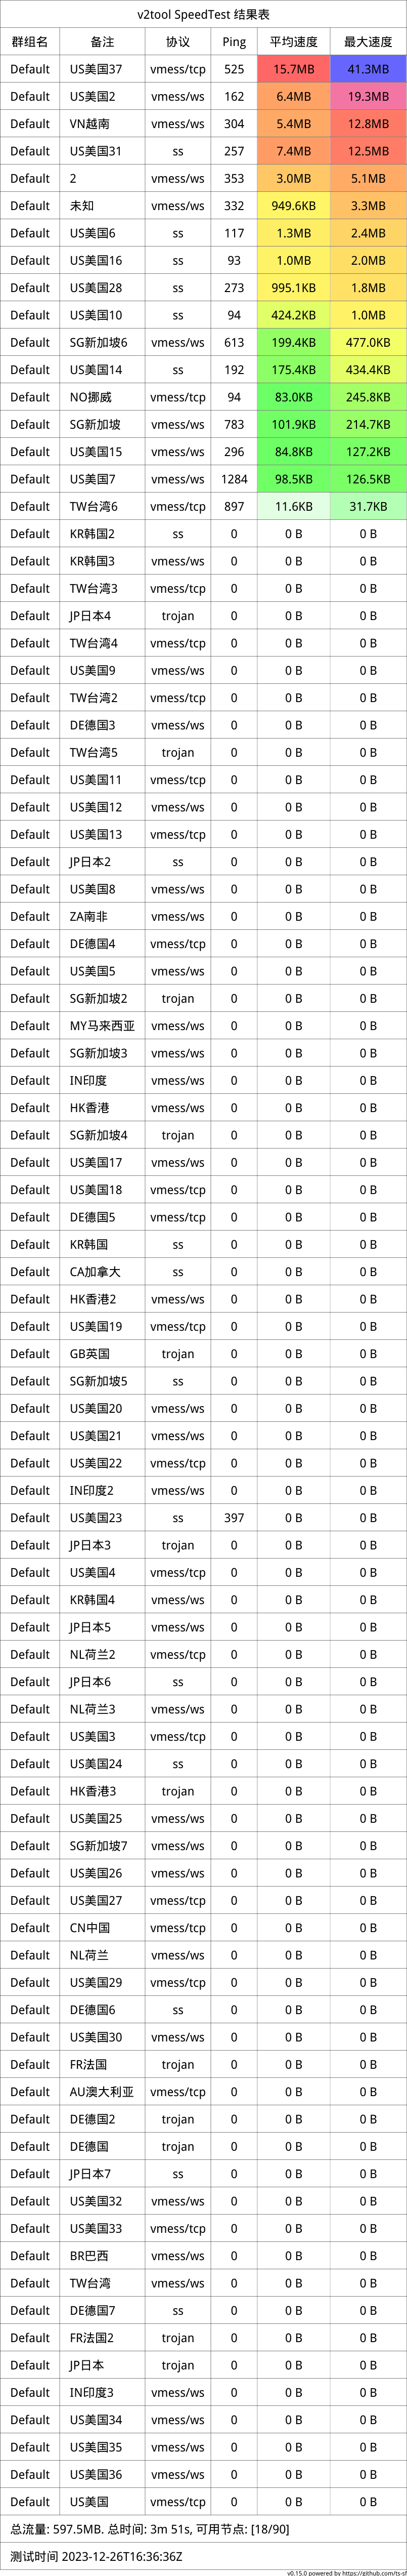 v2tool SpeedTest 结果表
群组名 备注 协议 Ping 平均速度 最大速度
Default US美国37 vmess/tcp 525 15.7MB 41.3MB
Default US美国2 vmess/ws 162 6.4MB 19.3MB
Default VN越南 vmess/ws 304 5.4MB 12.8MB
Default US美国31 ss 257 7.4MB 12.5MB
Default 2 vmess/ws 353 3.0MB 5.1MB
Default 未知 vmess/ws 332 949.6KB 3.3MB
Default US美国6 ss 117 1.3MB 2.4MB
Default US美国16 ss 93 1.0MB 2.0MB
Default US美国28 ss 273 995.1KB 1.8MB
Default US美国10 ss 94 424.2KB 1.0MB
Default SG新加坡6 vmess/ws 613 199.4KB 477.0KB
Default US美国14 ss 192 175.4KB 434.4KB
Default NO挪威 vmess/tcp 94 83.0KB 245.8KB
Default SG新加坡 vmess/ws 783 101.9KB 214.7KB
Default US美国15 vmess/ws 296 84.8KB 127.2KB
Default US美国7 vmess/ws 1284 98.5KB 126.5KB
Default TW台湾6 vmess/tcp 897 11.6KB 31.7KB
Default KR韩国2 ss 0 0 B 0 B
Default KR韩国3 vmess/ws 0 0 B 0 B
Default TW台湾3 vmess/tcp 0 0 B 0 B
Default JP日本4 trojan 0 0 B 0 B
Default TW台湾4 vmess/tcp 0 0 B 0 B
Default US美国9 vmess/ws 0 0 B 0 B
Default TW台湾2 vmess/tcp 0 0 B 0 B
Default DE德国3 vmess/ws 0 0 B 0 B
Default TW台湾5 trojan 0 0 B 0 B
Default US美国11 vmess/tcp 0 0 B 0 B
Default US美国12 vmess/ws 0 0 B 0 B
Default US美国13 vmess/tcp 0 0 B 0 B
Default JP日本2 ss 0 0 B 0 B
Default US美国8 vmess/ws 0 0 B 0 B
Default ZA南非 vmess/ws 0 0 B 0 B
Default DE德国4 vmess/tcp 0 0 B 0 B
Default US美国5 vmess/ws 0 0 B 0 B
Default SG新加坡2 trojan 0 0 B 0 B
Default MY马来西亚 vmess/ws 0 0 B 0 B
Default SG新加坡3 vmess/ws 0 0 B 0 B
Default IN印度 vmess/ws 0 0 B 0 B
Default HK香港 vmess/ws 0 0 B 0 B
Default SG新加坡4 trojan 0 0 B 0 B
Default US美国17 vmess/ws 0 0 B 0 B
Default US美国18 vmess/tcp 0 0 B 0 B
Default DE德国5 vmess/tcp 0 0 B 0 B
Default KR韩国 ss 0 0 B 0 B
Default CA加拿大 ss 0 0 B 0 B
Default HK香港2 vmess/ws 0 0 B 0 B
Default US美国19 vmess/tcp 0 0 B 0 B
Default GB英国 trojan 0 0 B 0 B
Default SG新加坡5 ss 0 0 B 0 B
Default US美国20 vmess/ws 0 0 B 0 B
Default US美国21 vmess/ws 0 0 B 0 B
Default US美国22 vmess/tcp 0 0 B 0 B
Default IN印度2 vmess/ws 0 0 B 0 B
Default US美国23 ss 397 0 B 0 B
Default JP日本3 trojan 0 0 B 0 B
Default US美国4 vmess/tcp 0 0 B 0 B
Default KR韩国4 vmess/ws 0 0 B 0 B
Default JP日本5 vmess/ws 0 0 B 0 B
Default NL荷兰2 vmess/tcp 0 0 B 0 B
Default JP日本6 ss 0 0 B 0 B
Default NL荷兰3 vmess/ws 0 0 B 0 B
Default US美国3 vmess/tcp 0 0 B 0 B
Default US美国24 ss 0 0 B 0 B
Default HK香港3 trojan 0 0 B 0 B
Default US美国25 vmess/ws 0 0 B 0 B
Default SG新加坡7 vmess/ws 0 0 B 0 B
Default US美国26 vmess/ws 0 0 B 0 B
Default US美国27 vmess/tcp 0 0 B 0 B
Default CN中国 vmess/tcp 0 0 B 0 B
Default NL荷兰 vmess/ws 0 0 B 0 B
Default US美国29 vmess/tcp 0 0 B 0 B
Default DE德国6 ss 0 0 B 0 B
Default US美国30 vmess/ws 0 0 B 0 B
Default FR法国 trojan 0 0 B 0 B
Default AU澳大利亚 vmess/tcp 0 0 B 0 B
Default DE德国2 trojan 0 0 B 0 B
Default DE德国 trojan 0 0 B 0 B
Default JP日本7 ss 0 0 B 0 B
Default US美国32 vmess/ws 0 0 B 0 B
Default US美国33 vmess/tcp 0 0 B 0 B
Default BR巴西 vmess/ws 0 0 B 0 B
Default TW台湾 vmess/ws 0 0 B 0 B
Default DE德国7 ss 0 0 B 0 B
Default FR法国2 trojan 0 0 B 0 B
Default JP日本 trojan 0 0 B 0 B
Default IN印度3 vmess/ws 0 0 B 0 B
Default US美国34 vmess/ws 0 0 B 0 B
Default US美国35 vmess/ws 0 0 B 0 B
Default US美国36 vmess/ws 0 0 B 0 B
Default US美国 vmess/tcp 0 0 B 0 B
总流量: 597.5MB. 总时间: 3m 51s, 可用节点: [18/90]
测试时间 2023-12-26T16:36:36Z
v0.15.0 powered by https://github.com/ts-sf